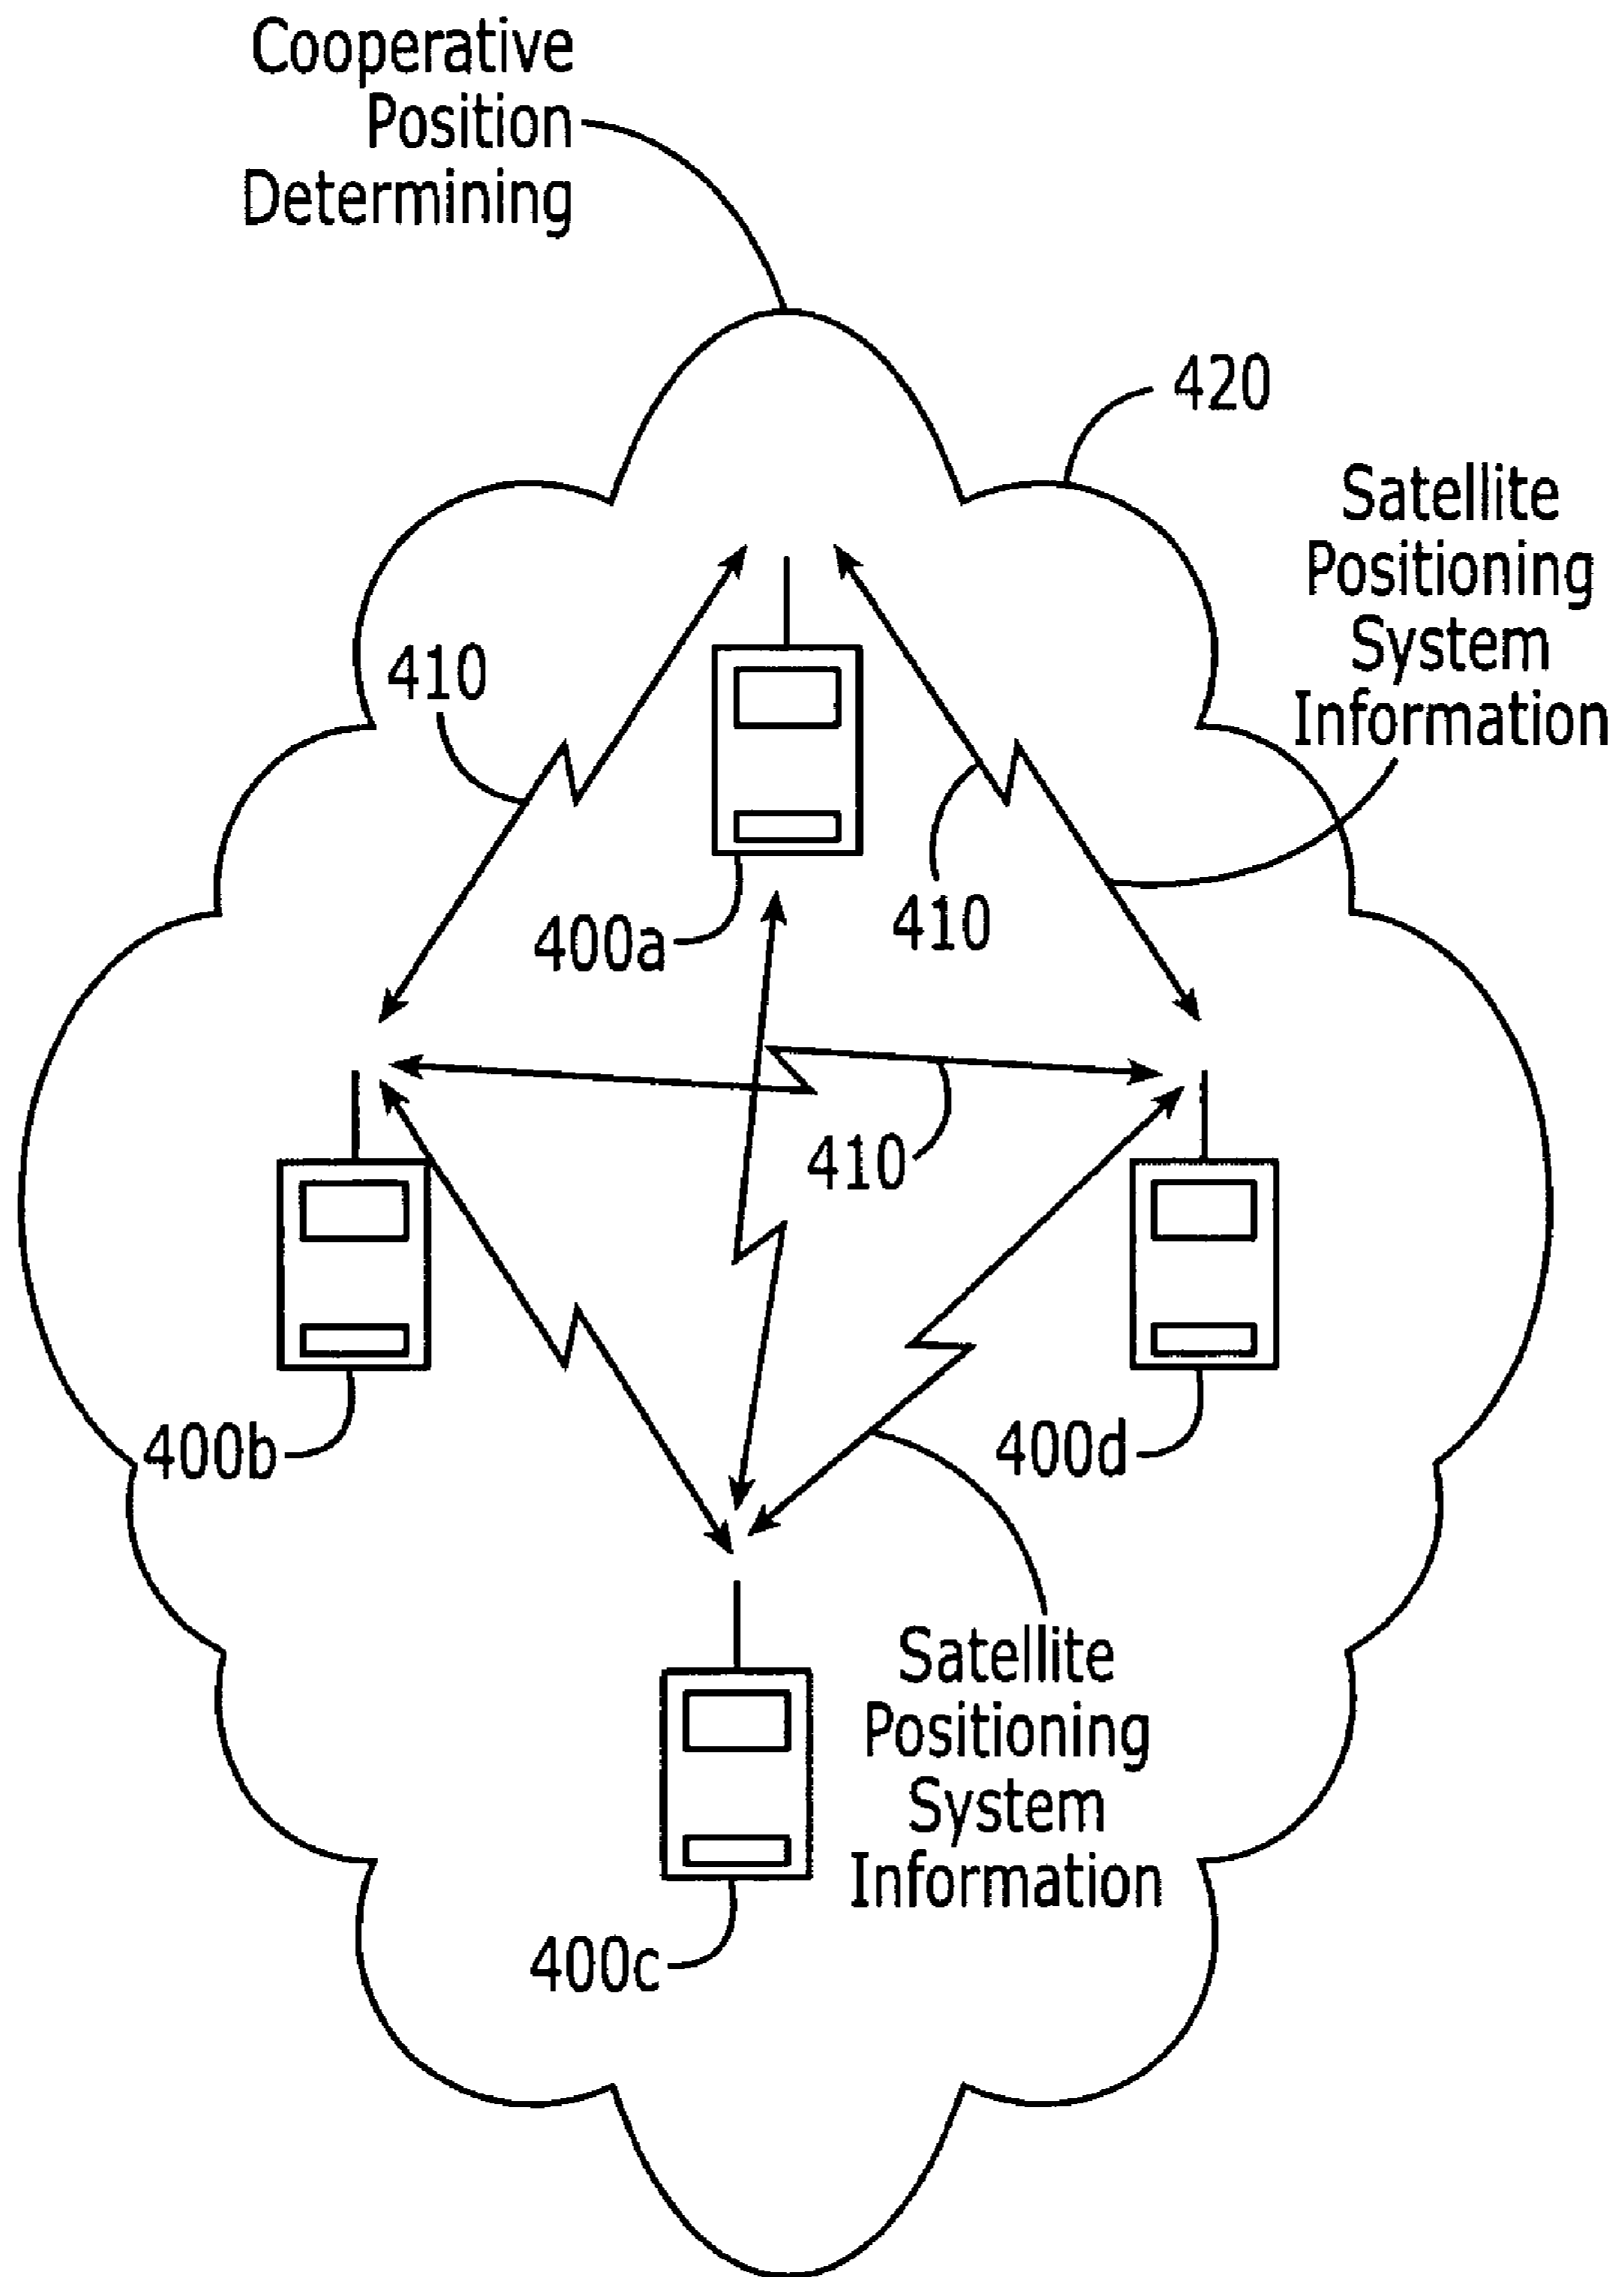 Cooperative
Position
Determining
420
Satellite
Positioning
System
Information
410
400a
410
410
400b
400d
Satellite
Positioning
System
Information
400c